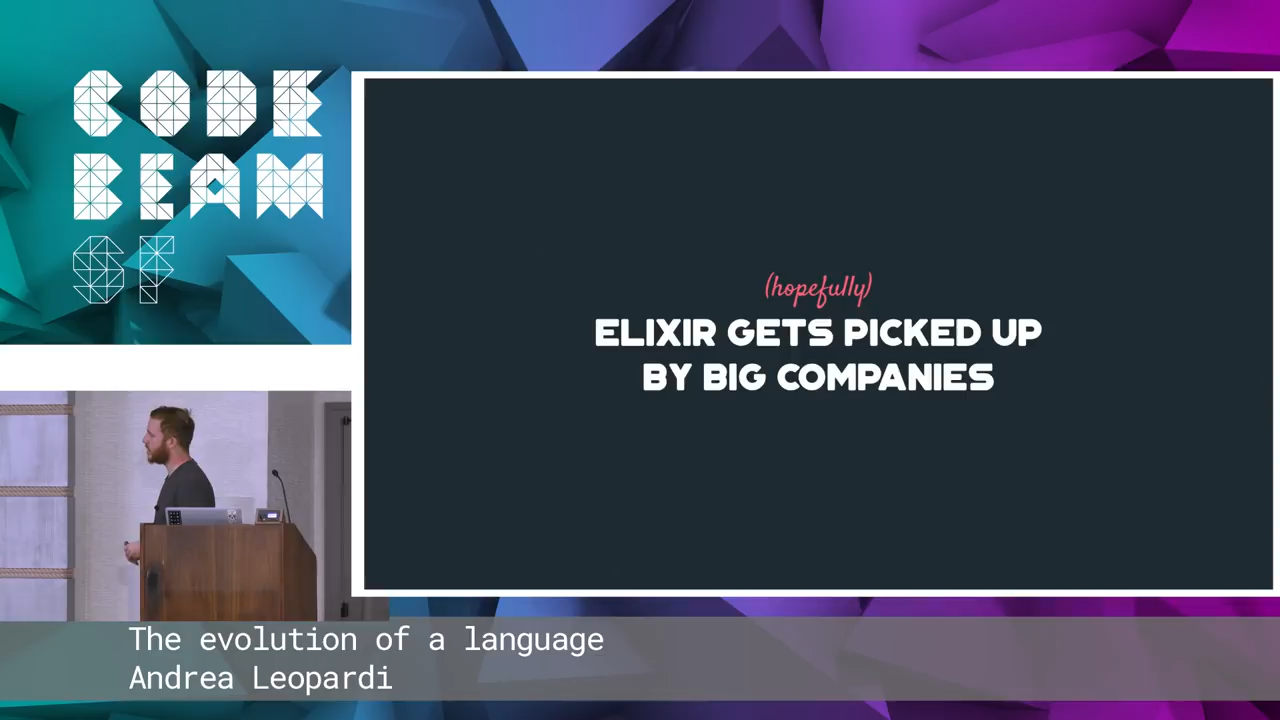 CODE
BEAM
SF
(hopefully)
ELIXIR GETS PICKED UP
BY BIG COMPANIES
The evolution of a language
Andrea Leopardi